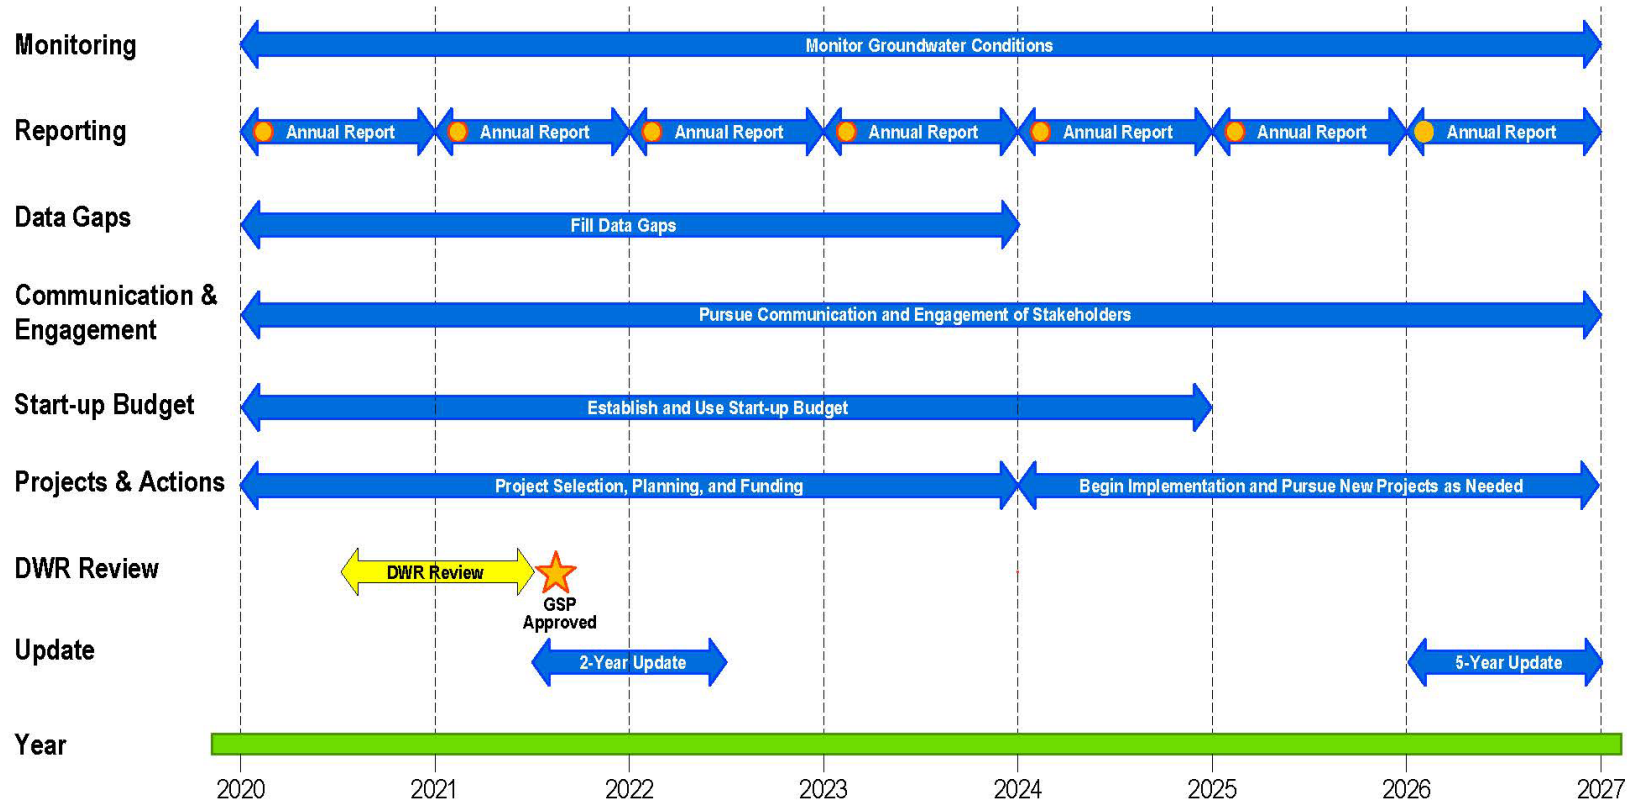 Monitoring
Monitor Groundwater Conditions
Reporting
Annual Report
Annual Report
Annual Report
Annual Report
Annual Report
Annual Report
Annual Report
Data Gaps
Fill Data Gaps
Communication &
Engagement
Pursue Communication and Engagement of Stakeholders
Start-up Budget
Establish and Use Start-up Budget
Projects & Actions
Project Selection, Planning, and Funding
Begin Implementation and Pursue New Projects as Needed
DWR Review
DWR Review
GSP
Approved
Update
2-Year Update
5-Year Update
Year
2020
2021
2022
2023
2024
2025
2026
2027